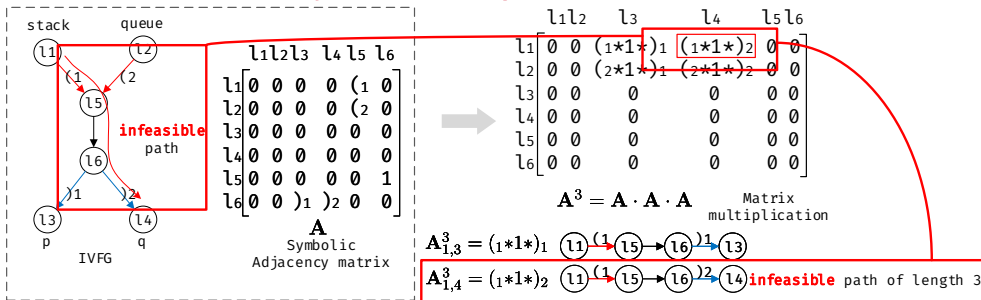 stack queue
l1 l2
(1 (2
l5
infeasible
path
l6
)1 )2
l3 l4
p q
IVFG
l1l2l3 l4 l5 l6
l1 0 0 0 0 (1 0
l2 0 0 0 0 (2 0
l3 0 0 0 0 0 0
l4 0 0 0 0 0 0
l5 0 0 0 0 0 1
l6 0 0 )1 )2 0 0
A
Symbolic
Adjacency matrix
l1l2 l3 l4 l5 l6
l1 0 0 (1*1*)1 (1*1*)2 0 0
l2 0 0 (2*1*)1 (2*1*)2 0 0
l3 0 0 0 0 0 0
l4 0 0 0 0 0 0
l5 0 0 0 0 0 0
l6 0 0 0 0 0 0
A³ = A · A · A
Matrix
multiplication
A³₁,₃ = (₁*1*)₁ l1 (1 l5 l6 )1 l3
A³₁,₄ = (₁*1*)₂ l1 (1 l5 l6 )2 l4 infeasible path of length 3